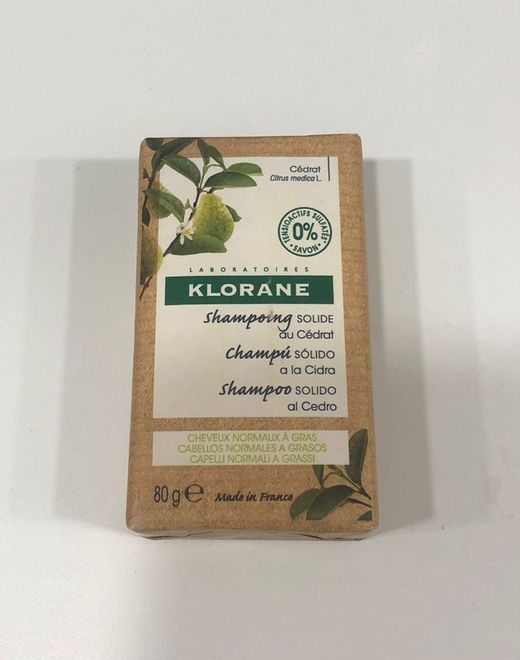 Cédrat
Citrus medica L.
TENSIOACTIFS SULFATÉS*
0%
• SAVON •
LABORATOIRES
KLORANE
Shampoing SOLIDE
au Cédrat
Champú SÓLIDO
a la Cidra
Shampoo SOLIDO
al Cedro
CHEVEUX NORMAUX À GRAS
CABELLOS NORMALES A GRASOS
CAPELLI NORMALI A GRASSI
80 g ℮ Made in France